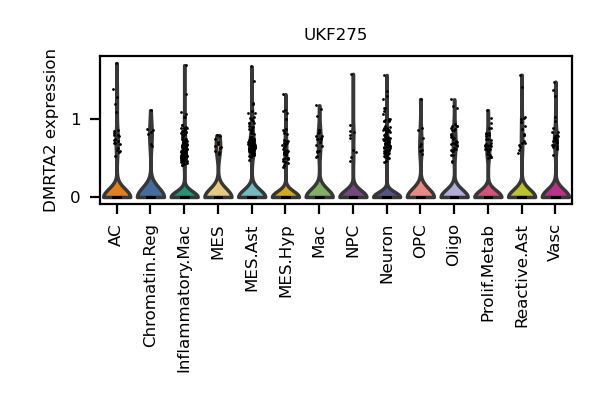 UKF275
DMRTA2 expression
1
0
AC
Chromatin.Reg
Inflammatory.Mac
MES
MES.Ast
MES.Hyp
Mac
NPC
Neuron
OPC
Oligo
Prolif.Metab
Reactive.Ast
Vasc